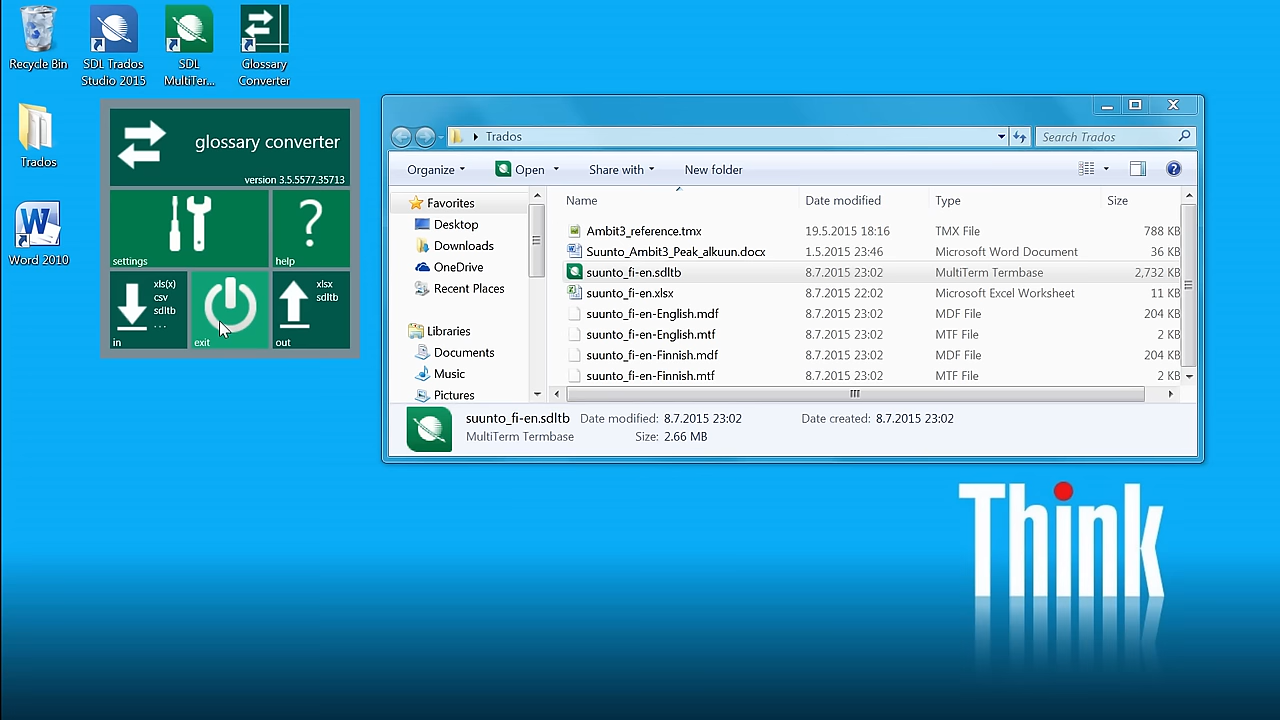 Recycle Bin
SDL Trados
Studio 2015
SDL
MultiTer...
Glossary
Converter
Trados
Word 2010
glossary converter
version 3.5.5577.35713
settings
?
help
in
xls(x)
csv
sdltb
...
exit
out
xlsx
sdltb
Trados
Search Trados
Organize
Open
Share with
New folder
Favorites
Desktop
Downloads
OneDrive
Recent Places
Libraries
Documents
Music
Pictures
Name Date modified Type Size
Ambit3_reference.tmx 19.5.2015 18:16 TMX File 788 KB
Suunto_Ambit3_Peak_alkuun.docx 1.5.2015 23:46 Microsoft Word Document 36 KB
suunto_fi-en.sdltb 8.7.2015 23:02 MultiTerm Termbase 2,732 KB
suunto_fi-en.xlsx 8.7.2015 22:02 Microsoft Excel Worksheet 11 KB
suunto_fi-en-English.mdf 8.7.2015 23:02 MDF File 204 KB
suunto_fi-en-English.mtf 8.7.2015 23:02 MTF File 2 KB
suunto_fi-en-Finnish.mdf 8.7.2015 23:02 MDF File 204 KB
suunto_fi-en-Finnish.mtf 8.7.2015 23:02 MTF File 2 KB
suunto_fi-en.sdltb Date modified: 8.7.2015 23:02 Date created: 8.7.2015 23:02
MultiTerm Termbase Size: 2.66 MB
Think